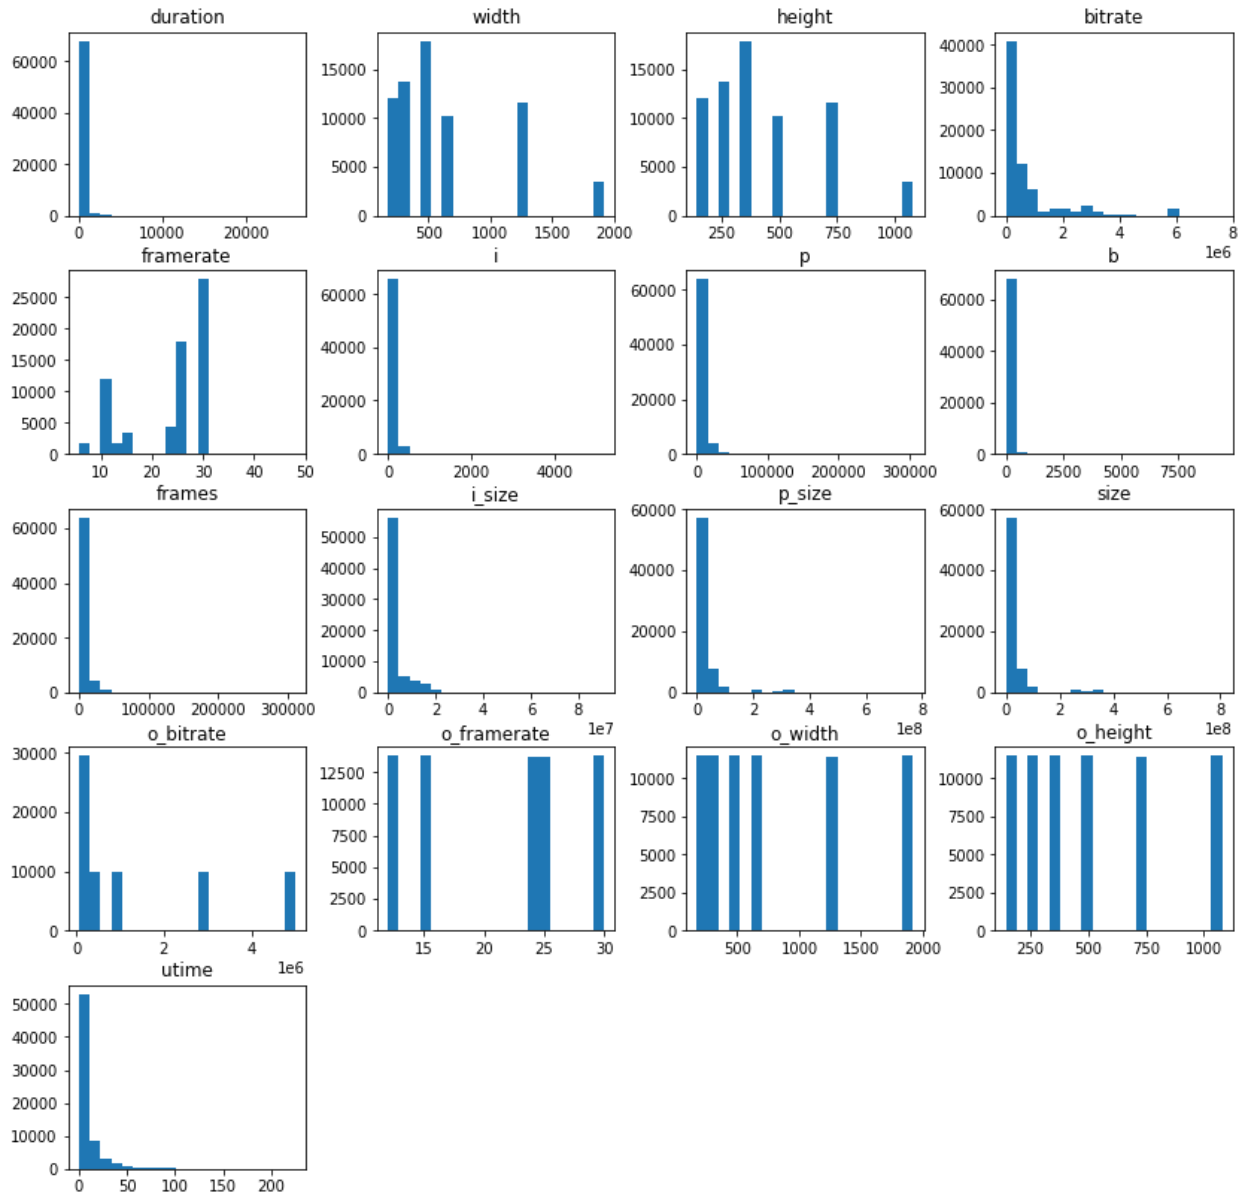 duration width height bitrate
60000
40000
20000
0
0 10000 20000
15000
10000
5000
0
500 1000 1500 2000
15000
10000
5000
0
250 500 750 1000
40000
30000
20000
10000
0
0 2 4 6 8
1e6
framerate i p b
25000
20000
15000
10000
5000
0
10 20 30 40 50
60000
40000
20000
0
0 2000 4000
60000
40000
20000
0
0 100000 200000 300000
60000
40000
20000
0
0 2500 5000 7500
frames i_size p_size size
60000
40000
20000
0
0 100000 200000 300000
50000
40000
30000
20000
10000
0
0 2 4 6 8
1e7
60000
40000
20000
0
0 2 4 6 8
1e8
60000
40000
20000
0
0 2 4 6 8
1e8
o_bitrate o_framerate o_width o_height
30000
20000
10000
0
0 2 4
1e6
12500
10000
7500
5000
2500
0
15 20 25 30
10000
7500
5000
2500
0
500 1000 1500 2000
10000
7500
5000
2500
0
250 500 750 1000
utime
50000
40000
30000
20000
10000
0
0 50 100 150 200